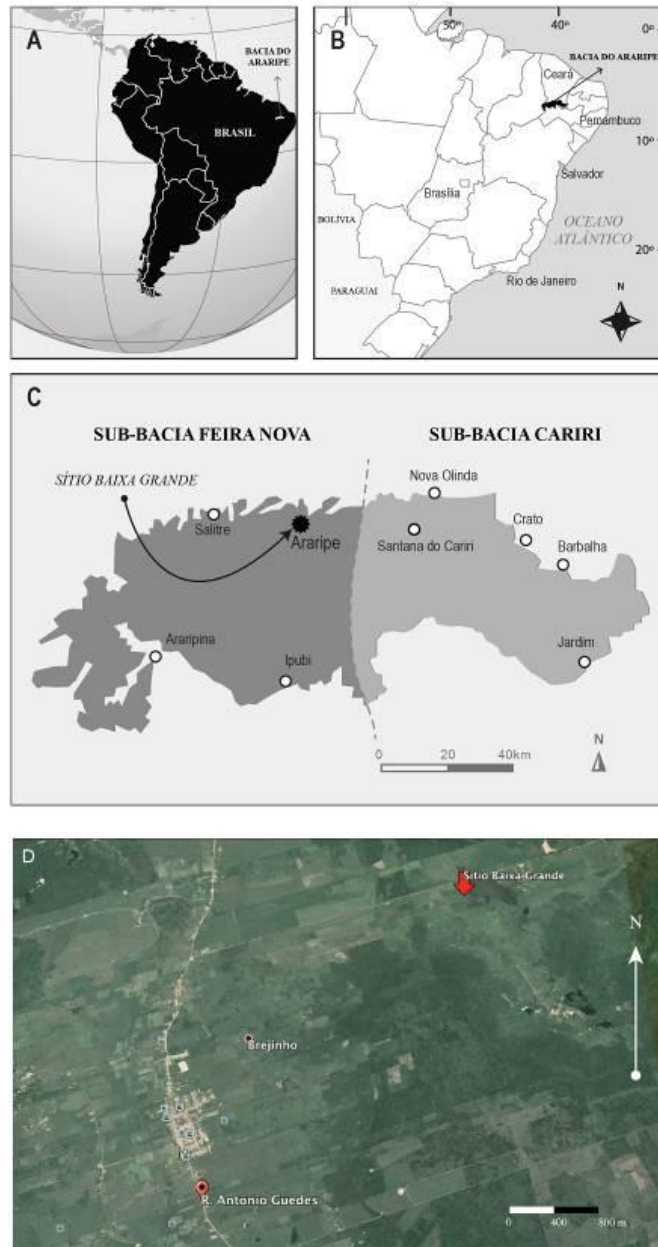 A
BACIA DO
ARARIPE
BRASIL
B
50°
40°
0°
BACIA DO ARARIPE
Ceará
Pernambuco
10°
Salvador
Brasília
BOLÍVIA
OCEANO
ATLÂNTICO
20°
Rio de Janeiro
PARAGUAI
N
C
SUB-BACIA FEIRA NOVA
SUB-BACIA CARIRI
SÍTIO BAIXA GRANDE
Nova Olinda
Salitre
Araripe
Santana do Cariri
Crato
Barbalha
Araripina
Ipubi
Jardim
0 20 40km
N
D
Sítio Baixa-Grande
N
Brejinho
R. Antonio Guedes
0 400 800 m